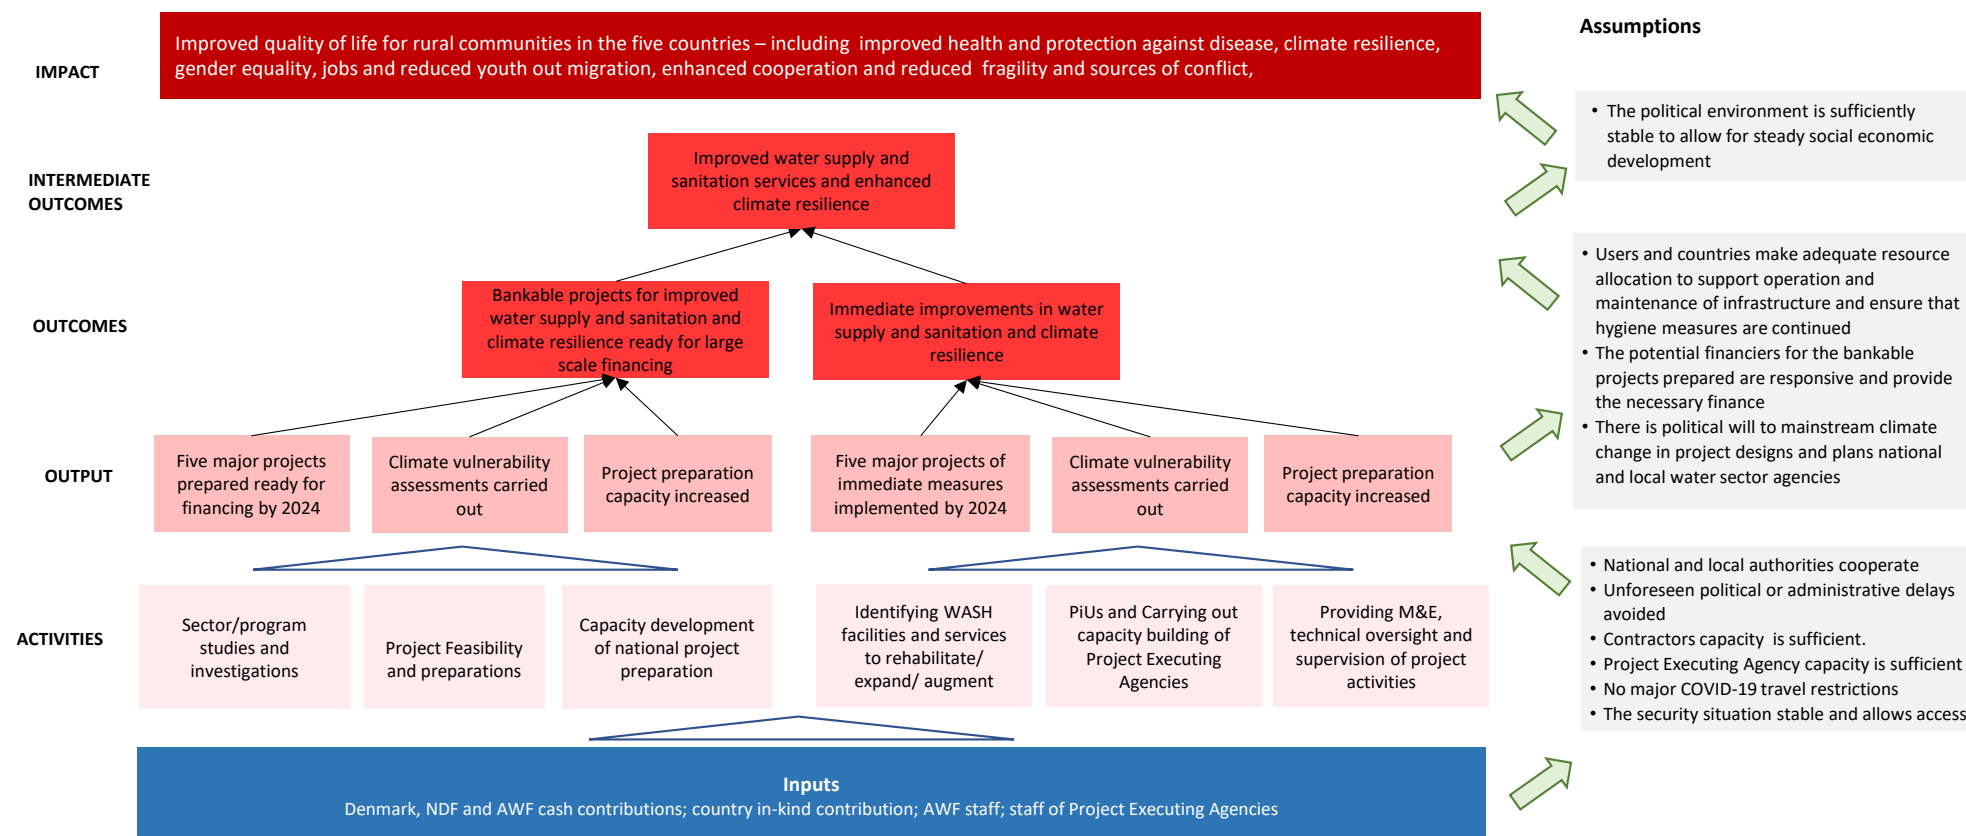 Assumptions
IMPACT
Improved quality of life for rural communities in the five countries – including improved health and protection against disease, climate resilience,
gender equality, jobs and reduced youth out migration, enhanced cooperation and reduced fragility and sources of conflict,
• The political environment is sufficiently
stable to allow for steady social economic
development
INTERMEDIATE
OUTCOMES
Improved water supply and
sanitation services and enhanced
climate resilience
• Users and countries make adequate resource
allocation to support operation and
maintenance of infrastructure and ensure that
hygiene measures are continued
• The potential financiers for the bankable
projects prepared are responsive and provide
the necessary finance
• There is political will to mainstream climate
change in project designs and plans national
and local water sector agencies
OUTCOMES
Bankable projects for improved
water supply and sanitation and
climate resilience ready for large
scale financing
Immediate improvements in water
supply and sanitation and climate
resilience
OUTPUT
Five major projects
prepared ready for
financing by 2024
Climate vulnerability
assessments carried
out
Project preparation
capacity increased
Five major projects of
immediate measures
implemented by 2024
Climate vulnerability
assessments carried
out
Project preparation
capacity increased
• National and local authorities cooperate
• Unforeseen political or administrative delays
avoided
• Contractors capacity is sufficient.
• Project Executing Agency capacity is sufficient
• No major COVID-19 travel restrictions
• The security situation stable and allows access
ACTIVITIES
Sector/program
studies and
investigations
Project Feasibility
and preparations
Capacity development
of national project
preparation
Identifying WASH
facilities and services
to rehabilitate/
expand/ augment
PiUs and Carrying out
capacity building of
Project Executing
Agencies
Providing M&E,
technical oversight and
supervision of project
activities
Inputs
Denmark, NDF and AWF cash contributions; country in-kind contribution; AWF staff; staff of Project Executing Agencies